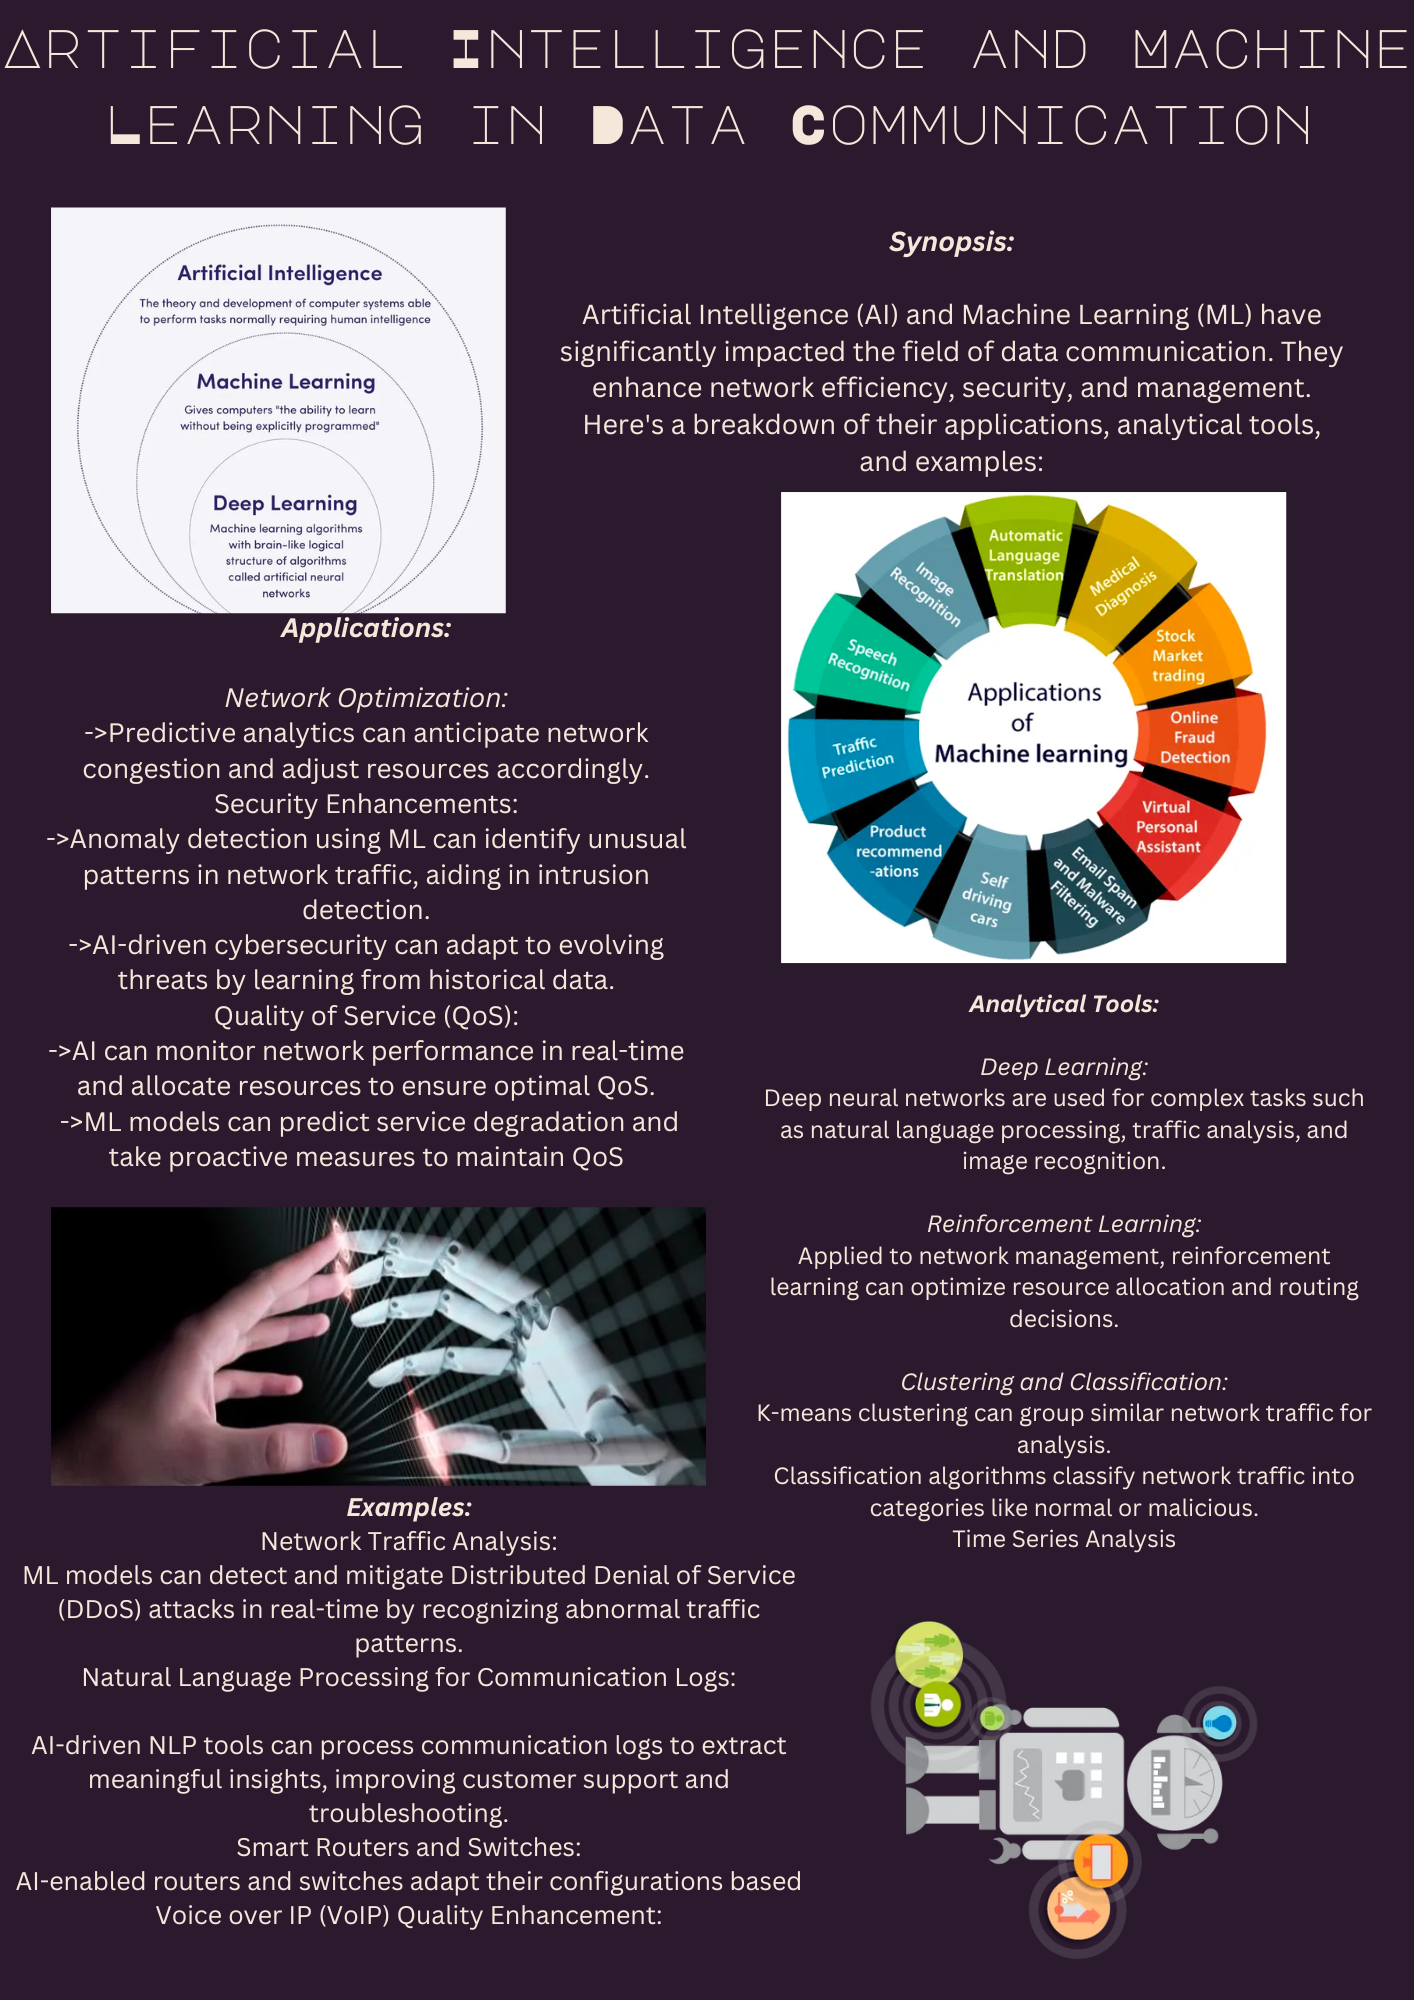 Artificial Intelligence and Machine
Learning in Data Communication
Artificial Intelligence
The theory and development of computer systems able
to perform tasks normally requiring human intelligence
Machine Learning
Gives computers "the ability to learn
without being explicitly programmed"
Deep Learning
Machine learning algorithms
with brain-like logical
structure of algorithms
called artificial neural
networks
Synopsis:
Artificial Intelligence (AI) and Machine Learning (ML) have
significantly impacted the field of data communication. They
enhance network efficiency, security, and management.
Here's a breakdown of their applications, analytical tools,
and examples:
Applications:
Network Optimization:
->Predictive analytics can anticipate network
congestion and adjust resources accordingly.
Security Enhancements:
->Anomaly detection using ML can identify unusual
patterns in network traffic, aiding in intrusion
detection.
->AI-driven cybersecurity can adapt to evolving
threats by learning from historical data.
Quality of Service (QoS):
->AI can monitor network performance in real-time
and allocate resources to ensure optimal QoS.
->ML models can predict service degradation and
take proactive measures to maintain QoS
Automatic
Language
Translation
Medical
Diagnosis
Stock
Market
trading
Online
Fraud
Detection
Virtual
Personal
Assistant
Email Spam
and Malware
Filtering
Self
driving
cars
Product
recommend
-ations
Traffic
Prediction
Speech
Recognition
Image
Recognition
Applications
of
Machine learning
Analytical Tools:
Deep Learning:
Deep neural networks are used for complex tasks such
as natural language processing, traffic analysis, and
image recognition.
Reinforcement Learning:
Applied to network management, reinforcement
learning can optimize resource allocation and routing
decisions.
Clustering and Classification:
K-means clustering can group similar network traffic for
analysis.
Classification algorithms classify network traffic into
categories like normal or malicious.
Time Series Analysis
Examples:
Network Traffic Analysis:
ML models can detect and mitigate Distributed Denial of Service
(DDoS) attacks in real-time by recognizing abnormal traffic
patterns.
Natural Language Processing for Communication Logs:
AI-driven NLP tools can process communication logs to extract
meaningful insights, improving customer support and
troubleshooting.
Smart Routers and Switches:
AI-enabled routers and switches adapt their configurations based
Voice over IP (VoIP) Quality Enhancement:
%